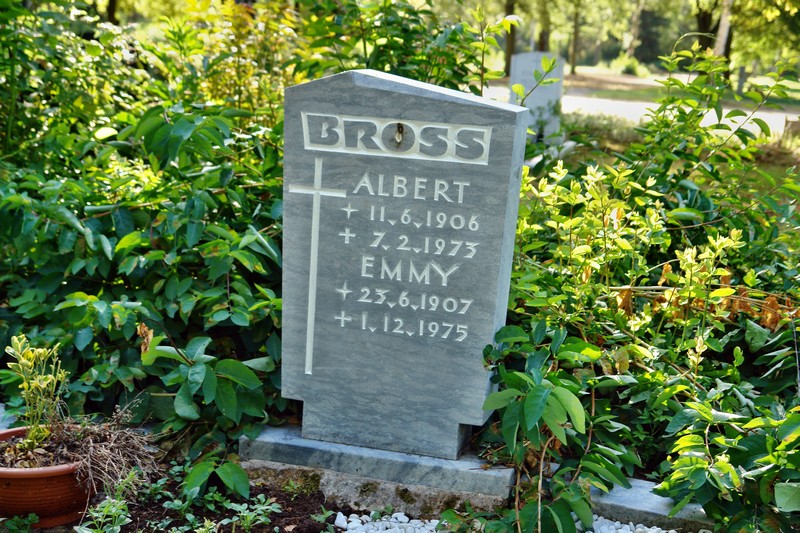 BROSS
ALBERT
11.6.1906
+ 7.2.1973
EMMY
23.6.1907
+ 1.12.1975